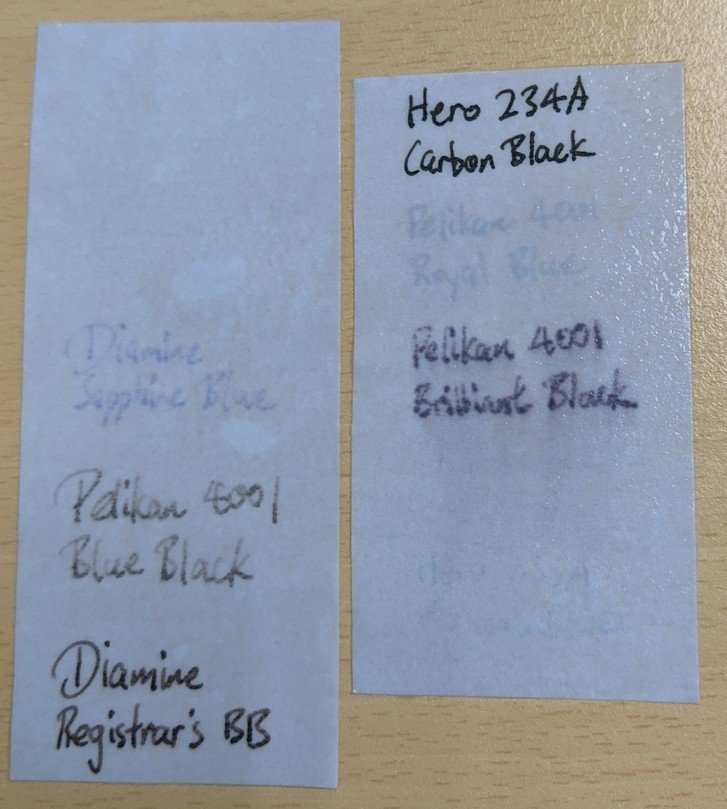 Diamine
Sapphire Blue
Pelikan 4001
Blue Black
Diamine
Registrar's BB
Hero 234A
Carbon Black
Pelikan 4001
Royal Blue
Pelikan 4001
Brilliant Black